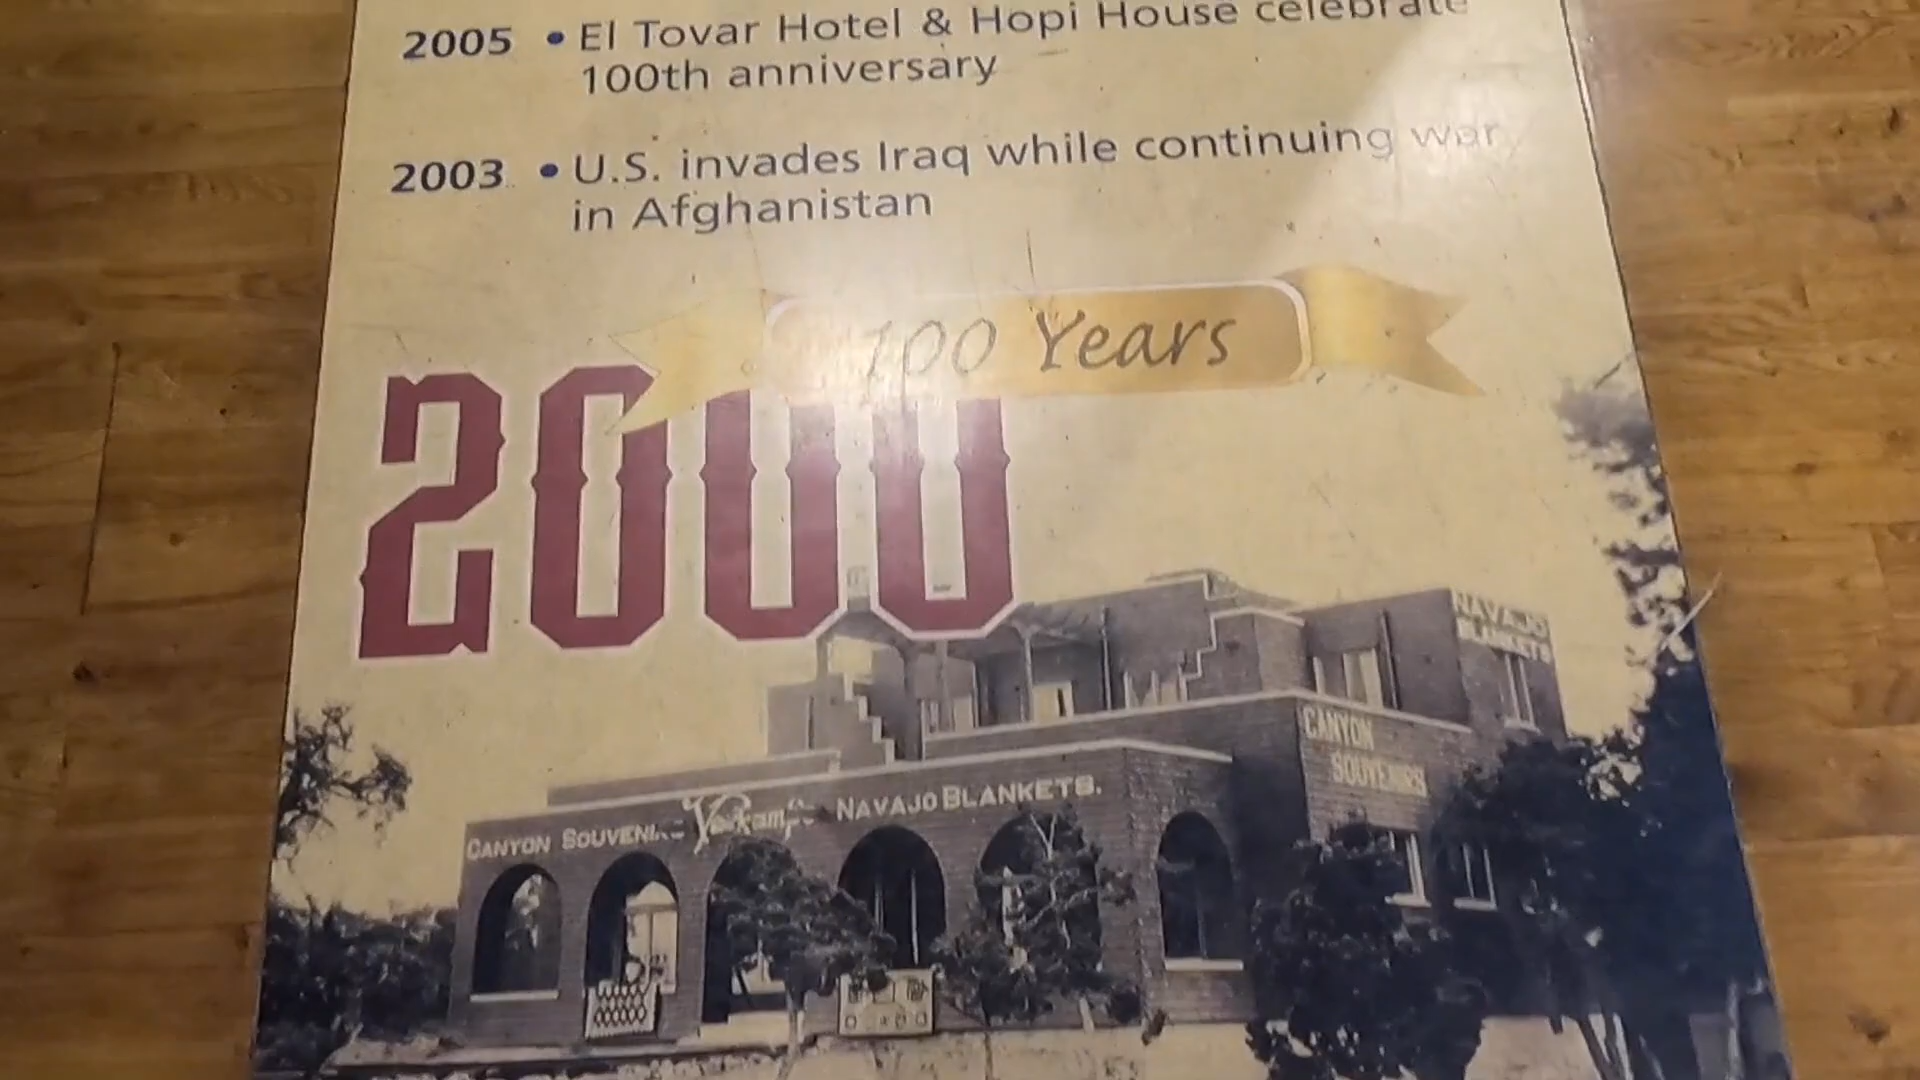 2005 • El Tovar Hotel & Hopi House celebrate
100th anniversary
2003 • U.S. invades Iraq while continuing war
in Afghanistan
100 Years
2000
NAVAJO
BLANKETS
CANYON
SOUVENIRS
CANYON SOUVENIRS Verkamp's NAVAJO BLANKETS.